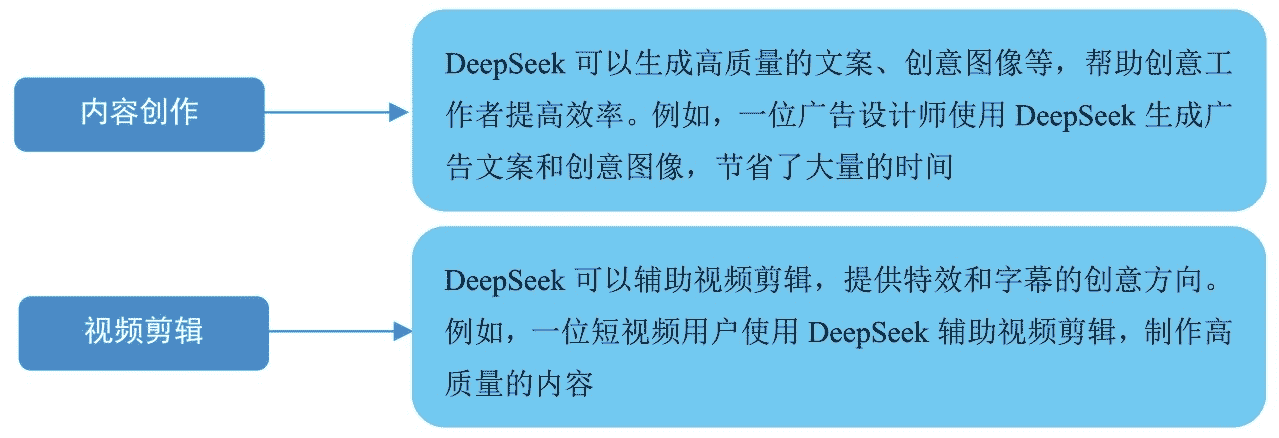 内容创作
DeepSeek 可以生成高质量的文案、创意图像等，帮助创意工
作者提高效率。例如，一位广告设计师使用 DeepSeek 生成广
告文案和创意图像，节省了大量的时间
视频剪辑
DeepSeek 可以辅助视频剪辑，提供特效和字幕的创意方向。
例如，一位短视频用户使用 DeepSeek 辅助视频剪辑，制作高
质量的内容